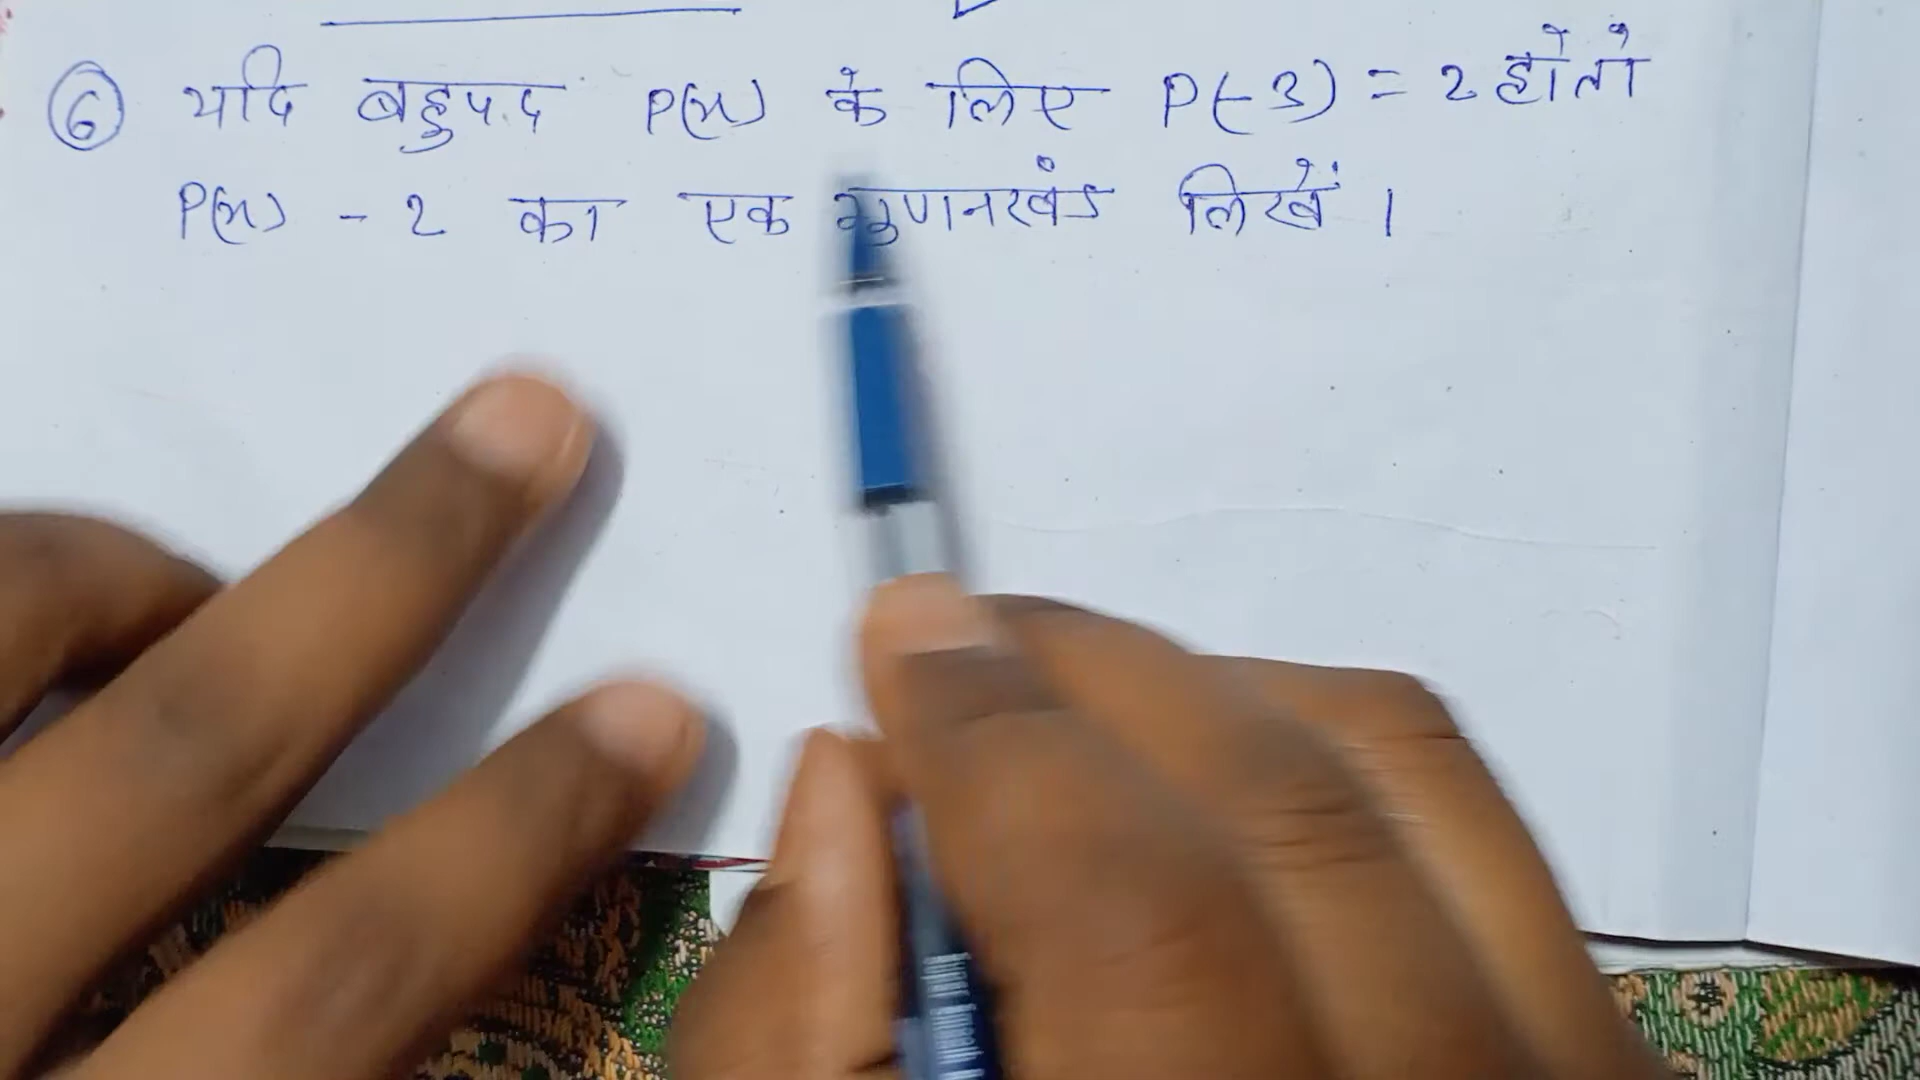 ⑥ यदि बहुपद P(x) के लिए P(-3) = 2 हो तो
P(x) - 2 का एक गुणनखंड लिखें ।